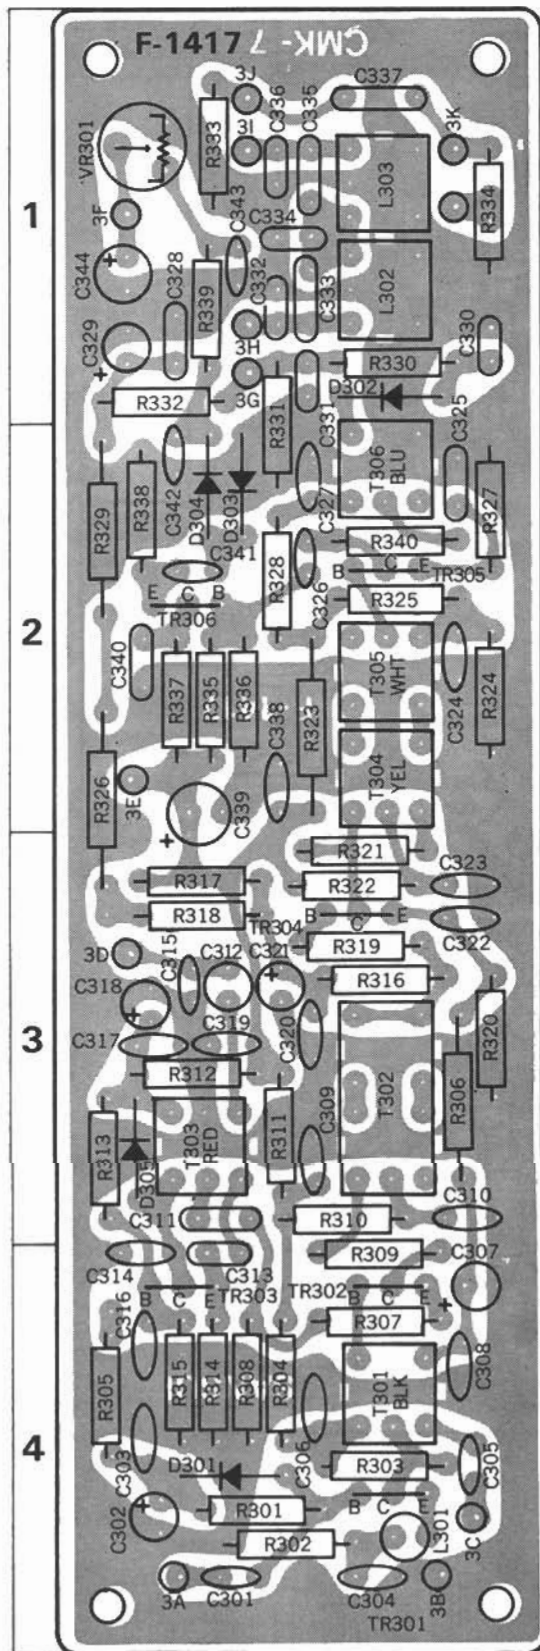 F-1417 7 CMK-
3J
C337
C336
C335
VR301
R333
3I
3K
L303
R334
1
3F
C343
C334
C344
C328
R339
C332
C333
L302
C329
3H
C330
R330
D302
3G
R332
R331
C331
C325
T306
BLU
R329
R338
C342
D304
D303
C327
R327
R340
C341
R328
B C E
TR305
C326
R325
E C B
TR306
2
C340
R337
R335
R336
C338
R323
T305
WHT
C324
R324
T304
YEL
R326
3E
C339
R321
R317
R322
C323
R318
TR304
B C E
C322
R319
3D
C315
C312
C321
R316
C318
C320
R320
3
C317
C319
R312
T302
R306
R313
D305
T303
RED
R311
C309
C311
R310
C310
R309
C307
C314
C313
B C E
TR303
TR302
B C E
C316
R307
C308
R305
R315
R314
R308
R304
T301
BLK
4
C303
C306
D301
R303
C305
C302
R301
B C E
L301
3C
R302
3A
C301
C304
3B
TR301